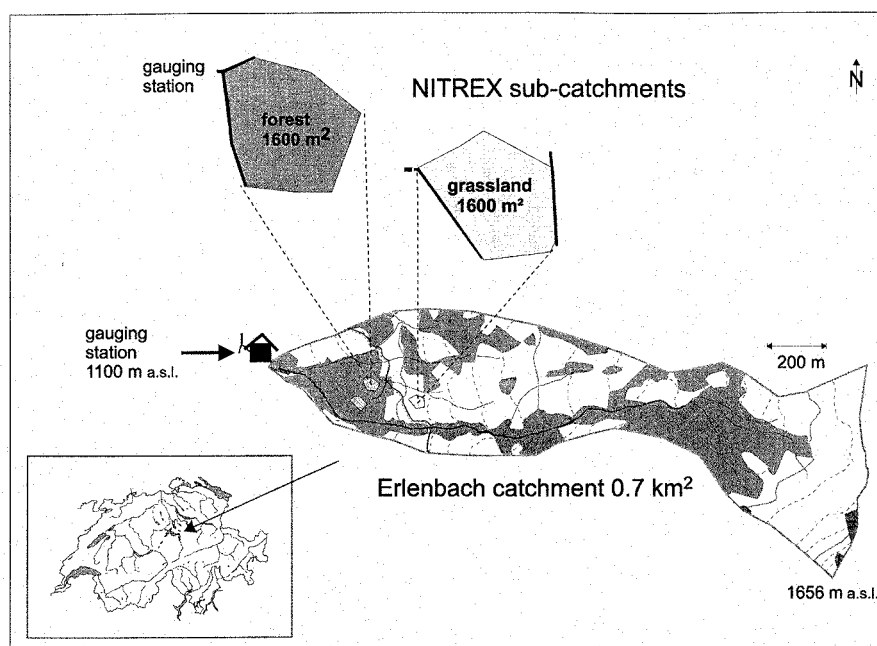 gauging
station
NITREX sub-catchments
N
forest
1600 m²
grassland
1600 m²
gauging
station
1100 m a.s.l.
200 m
Erlenbach catchment 0.7 km²
1656 m a.s.l.